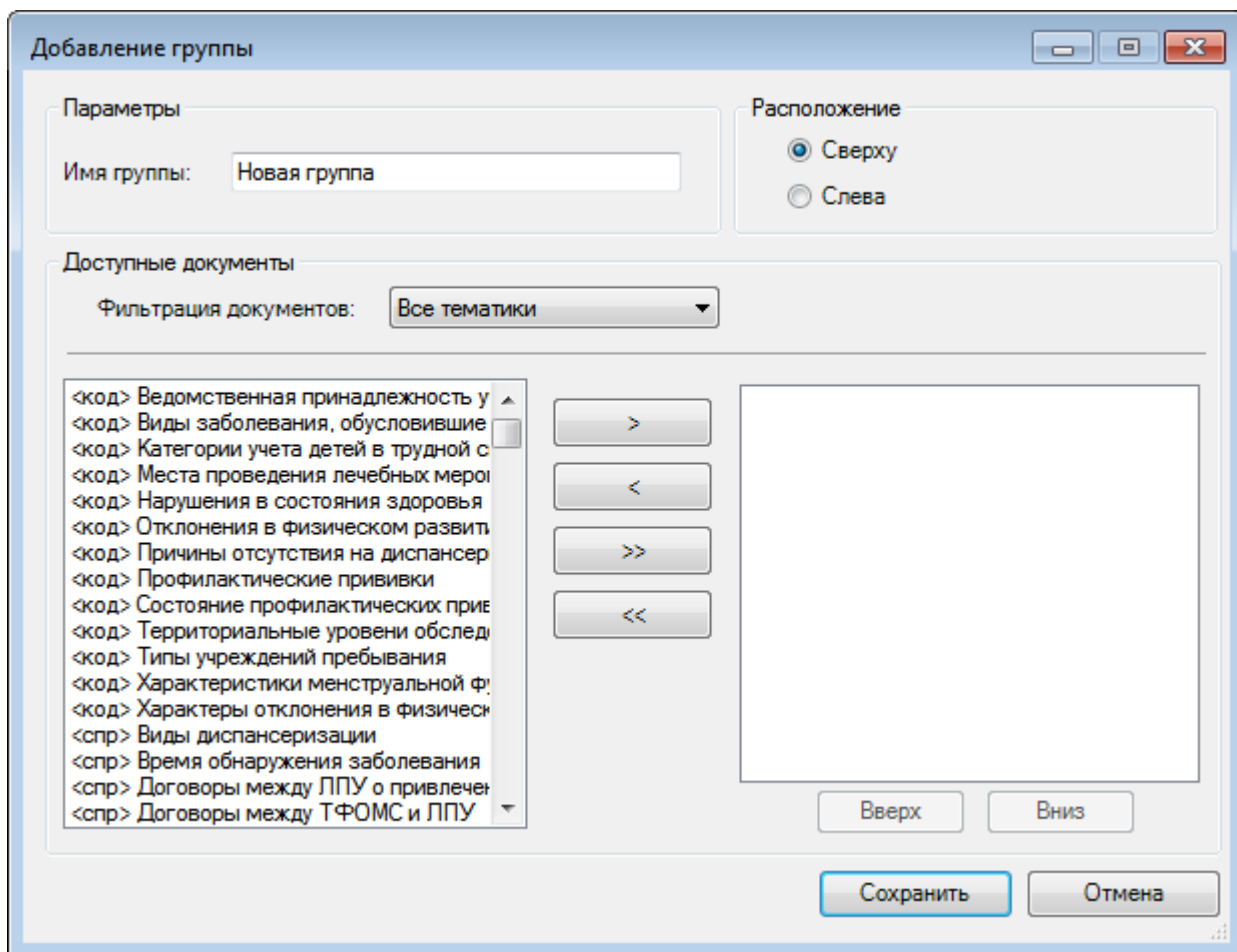 Добавление группы
Параметры
Расположение
Имя группы:
Новая группа
Сверху
Слева
Доступные документы
Фильтрация документов:
Все тематики
<код> Ведомственная принадлежность у
<код> Виды заболевания, обусловившие
<код> Категории учета детей в трудной с
<код> Места проведения лечебных меро
<код> Нарушения в состояния здоровья
<код> Отклонения в физическом развити
<код> Причины отсутствия на диспансер
<код> Профилактические прививки
<код> Состояние профилактических прив
<код> Территориальные уровени обслед
<код> Типы учреждений пребывания
<код> Характеристики менструальной фу
<код> Характеры отклонения в физическ
<спр> Виды диспансеризации
<спр> Время обнаружения заболевания
<спр> Договоры между ЛПУ о привлечен
<спр> Договоры между ТФОМС и ЛПУ
>
<
>>
<<
Вверх
Вниз
Сохранить
Отмена